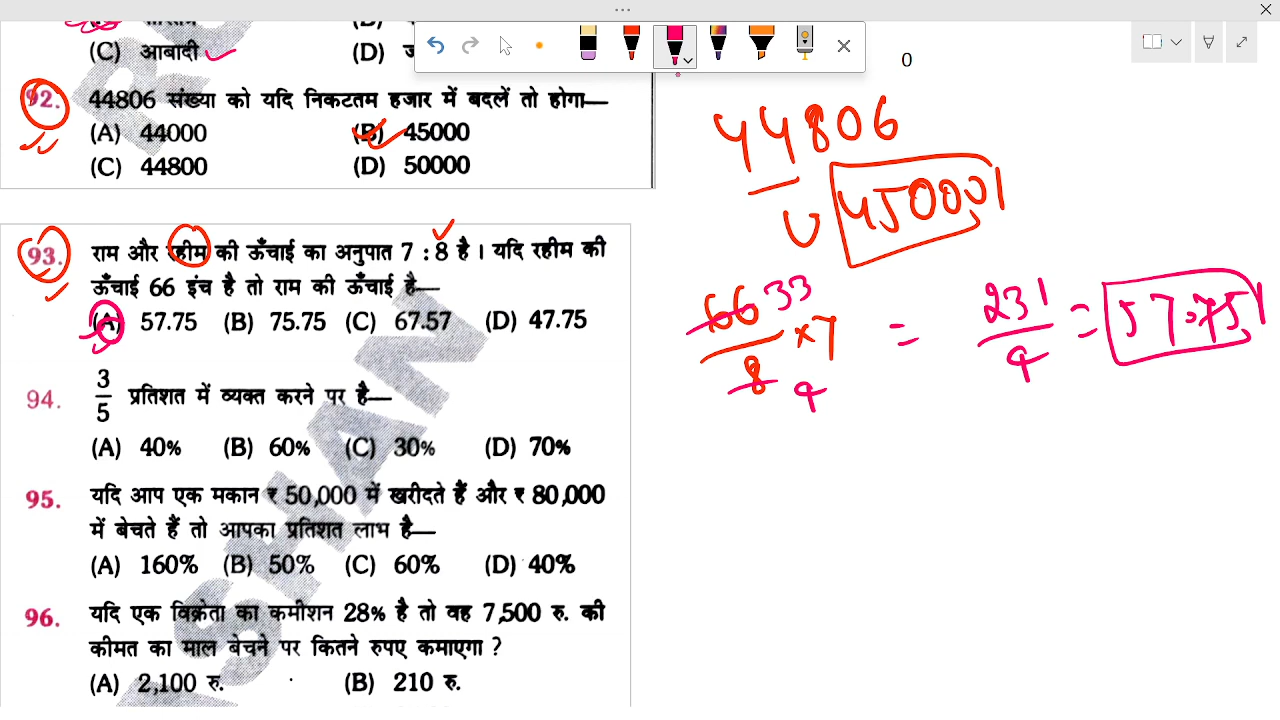 (C) आबादी (D)
0
92. 44806 संख्या को यदि निकटतम हजार में बदलें तो होगा—
(A) 44000 (B) 45000
(C) 44800 (D) 50000
44806
45000
93. राम और रहीम की ऊँचाई का अनुपात 7 : 8 है। यदि रहीम की
ऊँचाई 66 इंच है तो राम की ऊँचाई है—
(A) 57.75 (B) 75.75 (C) 67.57 (D) 47.75
66 33
8 4 ×7 = 231/4 = 57.75
94. 3/5 प्रतिशत में व्यक्त करने पर है—
(A) 40% (B) 60% (C) 30% (D) 70%
95. यदि आप एक मकान ₹ 50,000 में खरीदते हैं और ₹ 80,000
में बेचते हैं तो आपका प्रतिशत लाभ है—
(A) 160% (B) 50% (C) 60% (D) 40%
96. यदि एक विक्रेता का कमीशन 28% है तो वह 7,500 रु. की
कीमत का माल बेचने पर कितने रुपए कमाएगा ?
(A) 2,100 रु. (B) 210 रु.